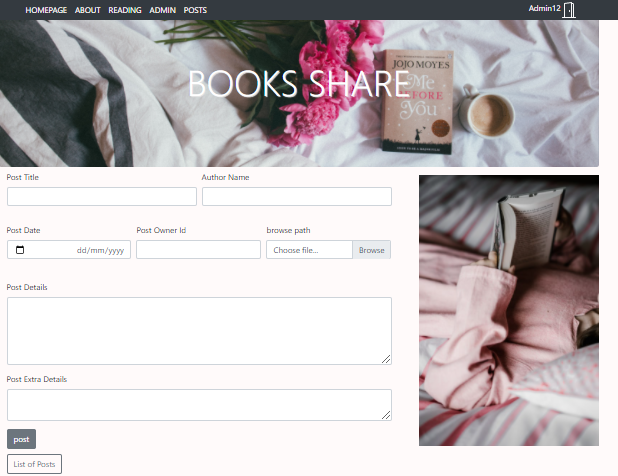 HOMEPAGE ABOUT READING ADMIN POSTS Admin12
BOOKS SHARE
JOJO MOYES
Me
BEFORE
You
Post Title Author Name
Post Date Post Owner Id browse path
dd/mm/yyyy Choose file... Browse
Post Details
Post Extra Details
post
List of Posts